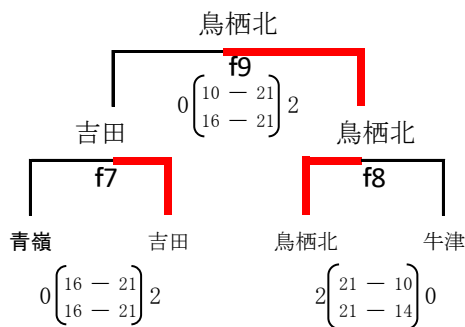 鳥栖北
f9
0 10 － 21 2
16 － 21
吉田 鳥栖北
f7 f8
青嶺 吉田 鳥栖北 牛津
0 16 － 21 2 2 21 － 10 0
16 － 21 21 － 14